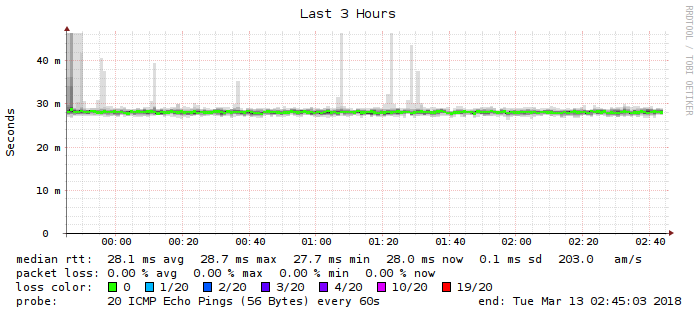 Last 3 Hours
RRDTOOL / TOBI OETIKER
Seconds
40 m
30 m
20 m
10 m
0
00:00 00:20 00:40 01:00 01:20 01:40 02:00 02:20 02:40
median rtt: 28.1 ms avg 28.7 ms max 27.7 ms min 28.0 ms now 0.1 ms sd 203.0 am/s
packet loss: 0.00 % avg 0.00 % max 0.00 % min 0.00 % now
loss color: 0 1/20 2/20 3/20 4/20 10/20 19/20
probe: 20 ICMP Echo Pings (56 Bytes) every 60s end: Tue Mar 13 02:45:03 2018